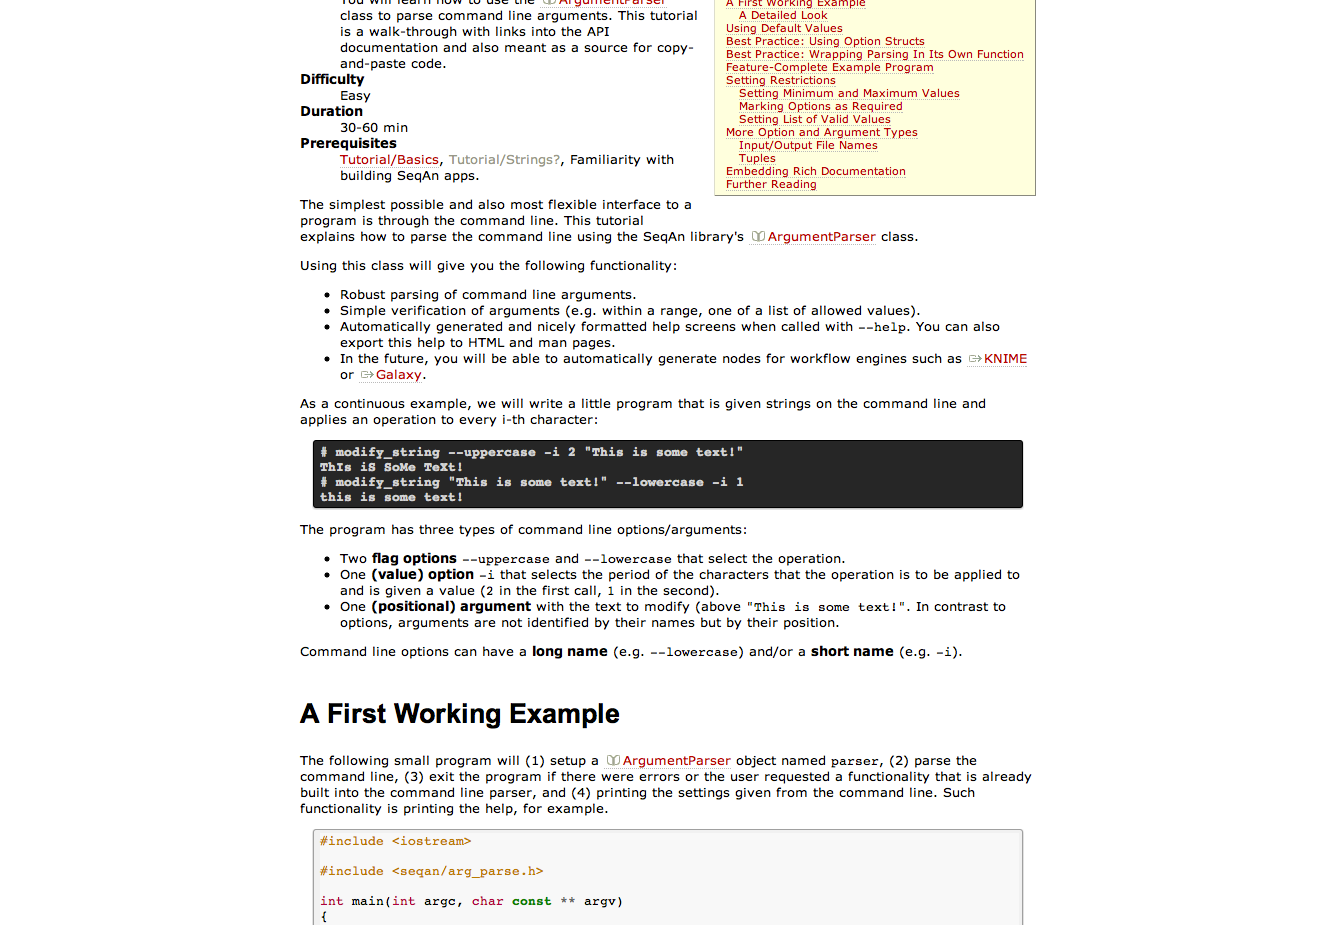 You will learn how to use the ArgumentParser
class to parse command line arguments. This tutorial
is a walk-through with links into the API
documentation and also meant as a source for copy-
and-paste code.
Difficulty
Easy
Duration
30-60 min
Prerequisites
Tutorial/Basics, Tutorial/Strings?, Familiarity with
building SeqAn apps.
A First Working Example
A Detailed Look
Using Default Values
Best Practice: Using Option Structs
Best Practice: Wrapping Parsing In Its Own Function
Feature-Complete Example Program
Setting Restrictions
Setting Minimum and Maximum Values
Marking Options as Required
Setting List of Valid Values
More Option and Argument Types
Input/Output File Names
Tuples
Embedding Rich Documentation
Further Reading
The simplest possible and also most flexible interface to a
program is through the command line. This tutorial
explains how to parse the command line using the SeqAn library's ArgumentParser class.
Using this class will give you the following functionality:
• Robust parsing of command line arguments.
• Simple verification of arguments (e.g. within a range, one of a list of allowed values).
• Automatically generated and nicely formatted help screens when called with --help. You can also
export this help to HTML and man pages.
• In the future, you will be able to automatically generate nodes for workflow engines such as KNIME
or Galaxy.
As a continuous example, we will write a little program that is given strings on the command line and
applies an operation to every i-th character:
# modify_string --uppercase -i 2 "This is some text!"
ThIs iS SoMe TeXt!
# modify_string "This is some text!" --lowercase -i 1
this is some text!
The program has three types of command line options/arguments:
• Two flag options --uppercase and --lowercase that select the operation.
• One (value) option -i that selects the period of the characters that the operation is to be applied to
and is given a value (2 in the first call, 1 in the second).
• One (positional) argument with the text to modify (above "This is some text!". In contrast to
options, arguments are not identified by their names but by their position.
Command line options can have a long name (e.g. --lowercase) and/or a short name (e.g. -i).
A First Working Example
The following small program will (1) setup a ArgumentParser object named parser, (2) parse the
command line, (3) exit the program if there were errors or the user requested a functionality that is already
built into the command line parser, and (4) printing the settings given from the command line. Such
functionality is printing the help, for example.
#include <iostream>
#include <seqan/arg_parse.h>
int main(int argc, char const ** argv)
{